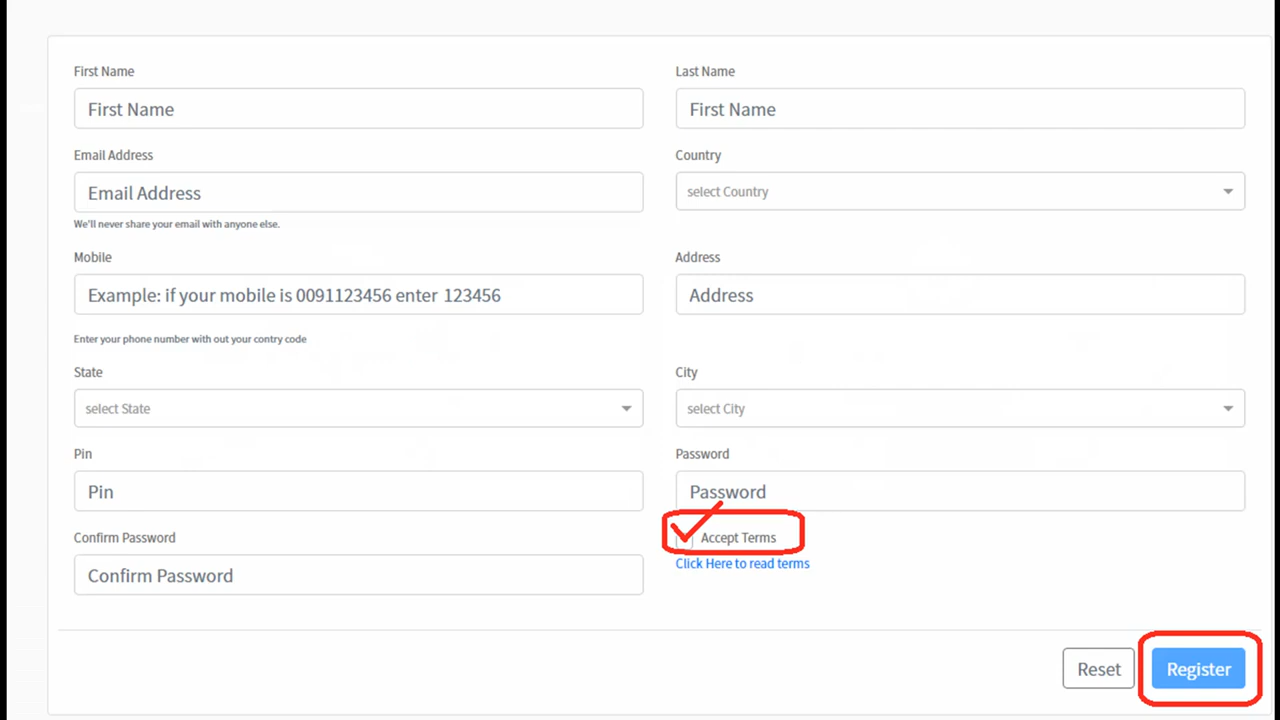 First Name
Last Name
First Name
First Name
Email Address
Country
Email Address
select Country
We'll never share your email with anyone else.
Mobile
Address
Example: if your mobile is 0091123456 enter 123456
Address
Enter your phone number with out your contry code
State
City
select State
select City
Pin
Password
Pin
Password
Confirm Password
Accept Terms
Confirm Password
Click Here to read terms
Reset
Register